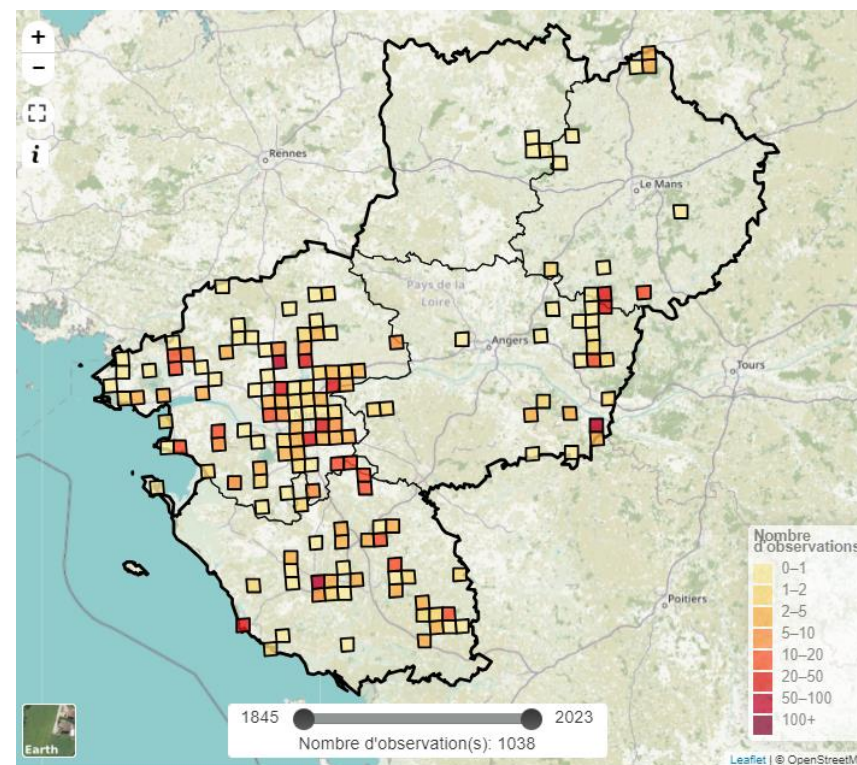 +
−
i
Rennes
Le Mans
Pays de la
Loire
Angers
Tours
Poitiers
Nombre
d'observations
0–1
1–2
2–5
5–10
10–20
20–50
50–100
100+
1845
2023
Nombre d'observation(s): 1038
Earth
Leaflet | © OpenStreetM